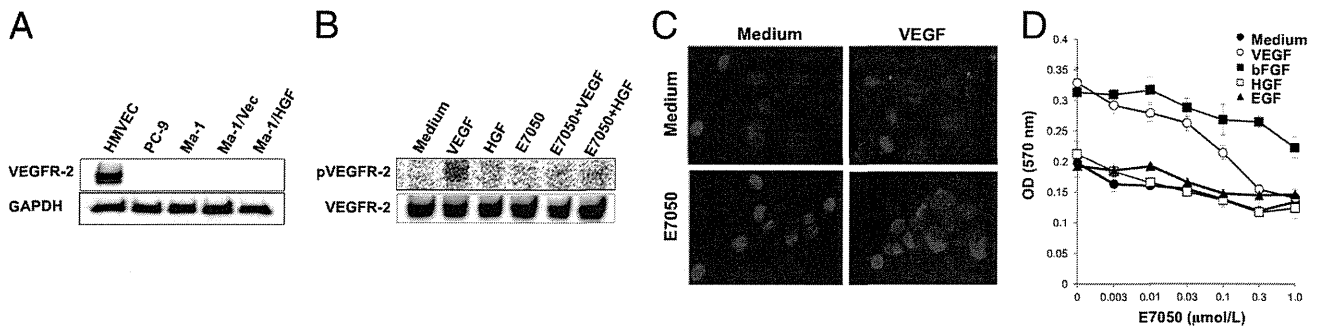 A
HMVEC
PC-9
Ma-1
Ma-1/Vec
Ma-1/HGF
VEGFR-2
GAPDH
B
Medium
VEGF
HGF
E7050
E7050+VEGF
E7050+HGF
pVEGFR-2
VEGFR-2
C
Medium
VEGF
Medium
E7050
D
Medium
VEGF
bFGF
HGF
EGF
OD (570 nm)
0.4
0.35
0.3
0.25
0.2
0.15
0.1
0.05
0
0 0.003 0.01 0.03 0.1 0.3 1.0
E7050 (μmol/L)